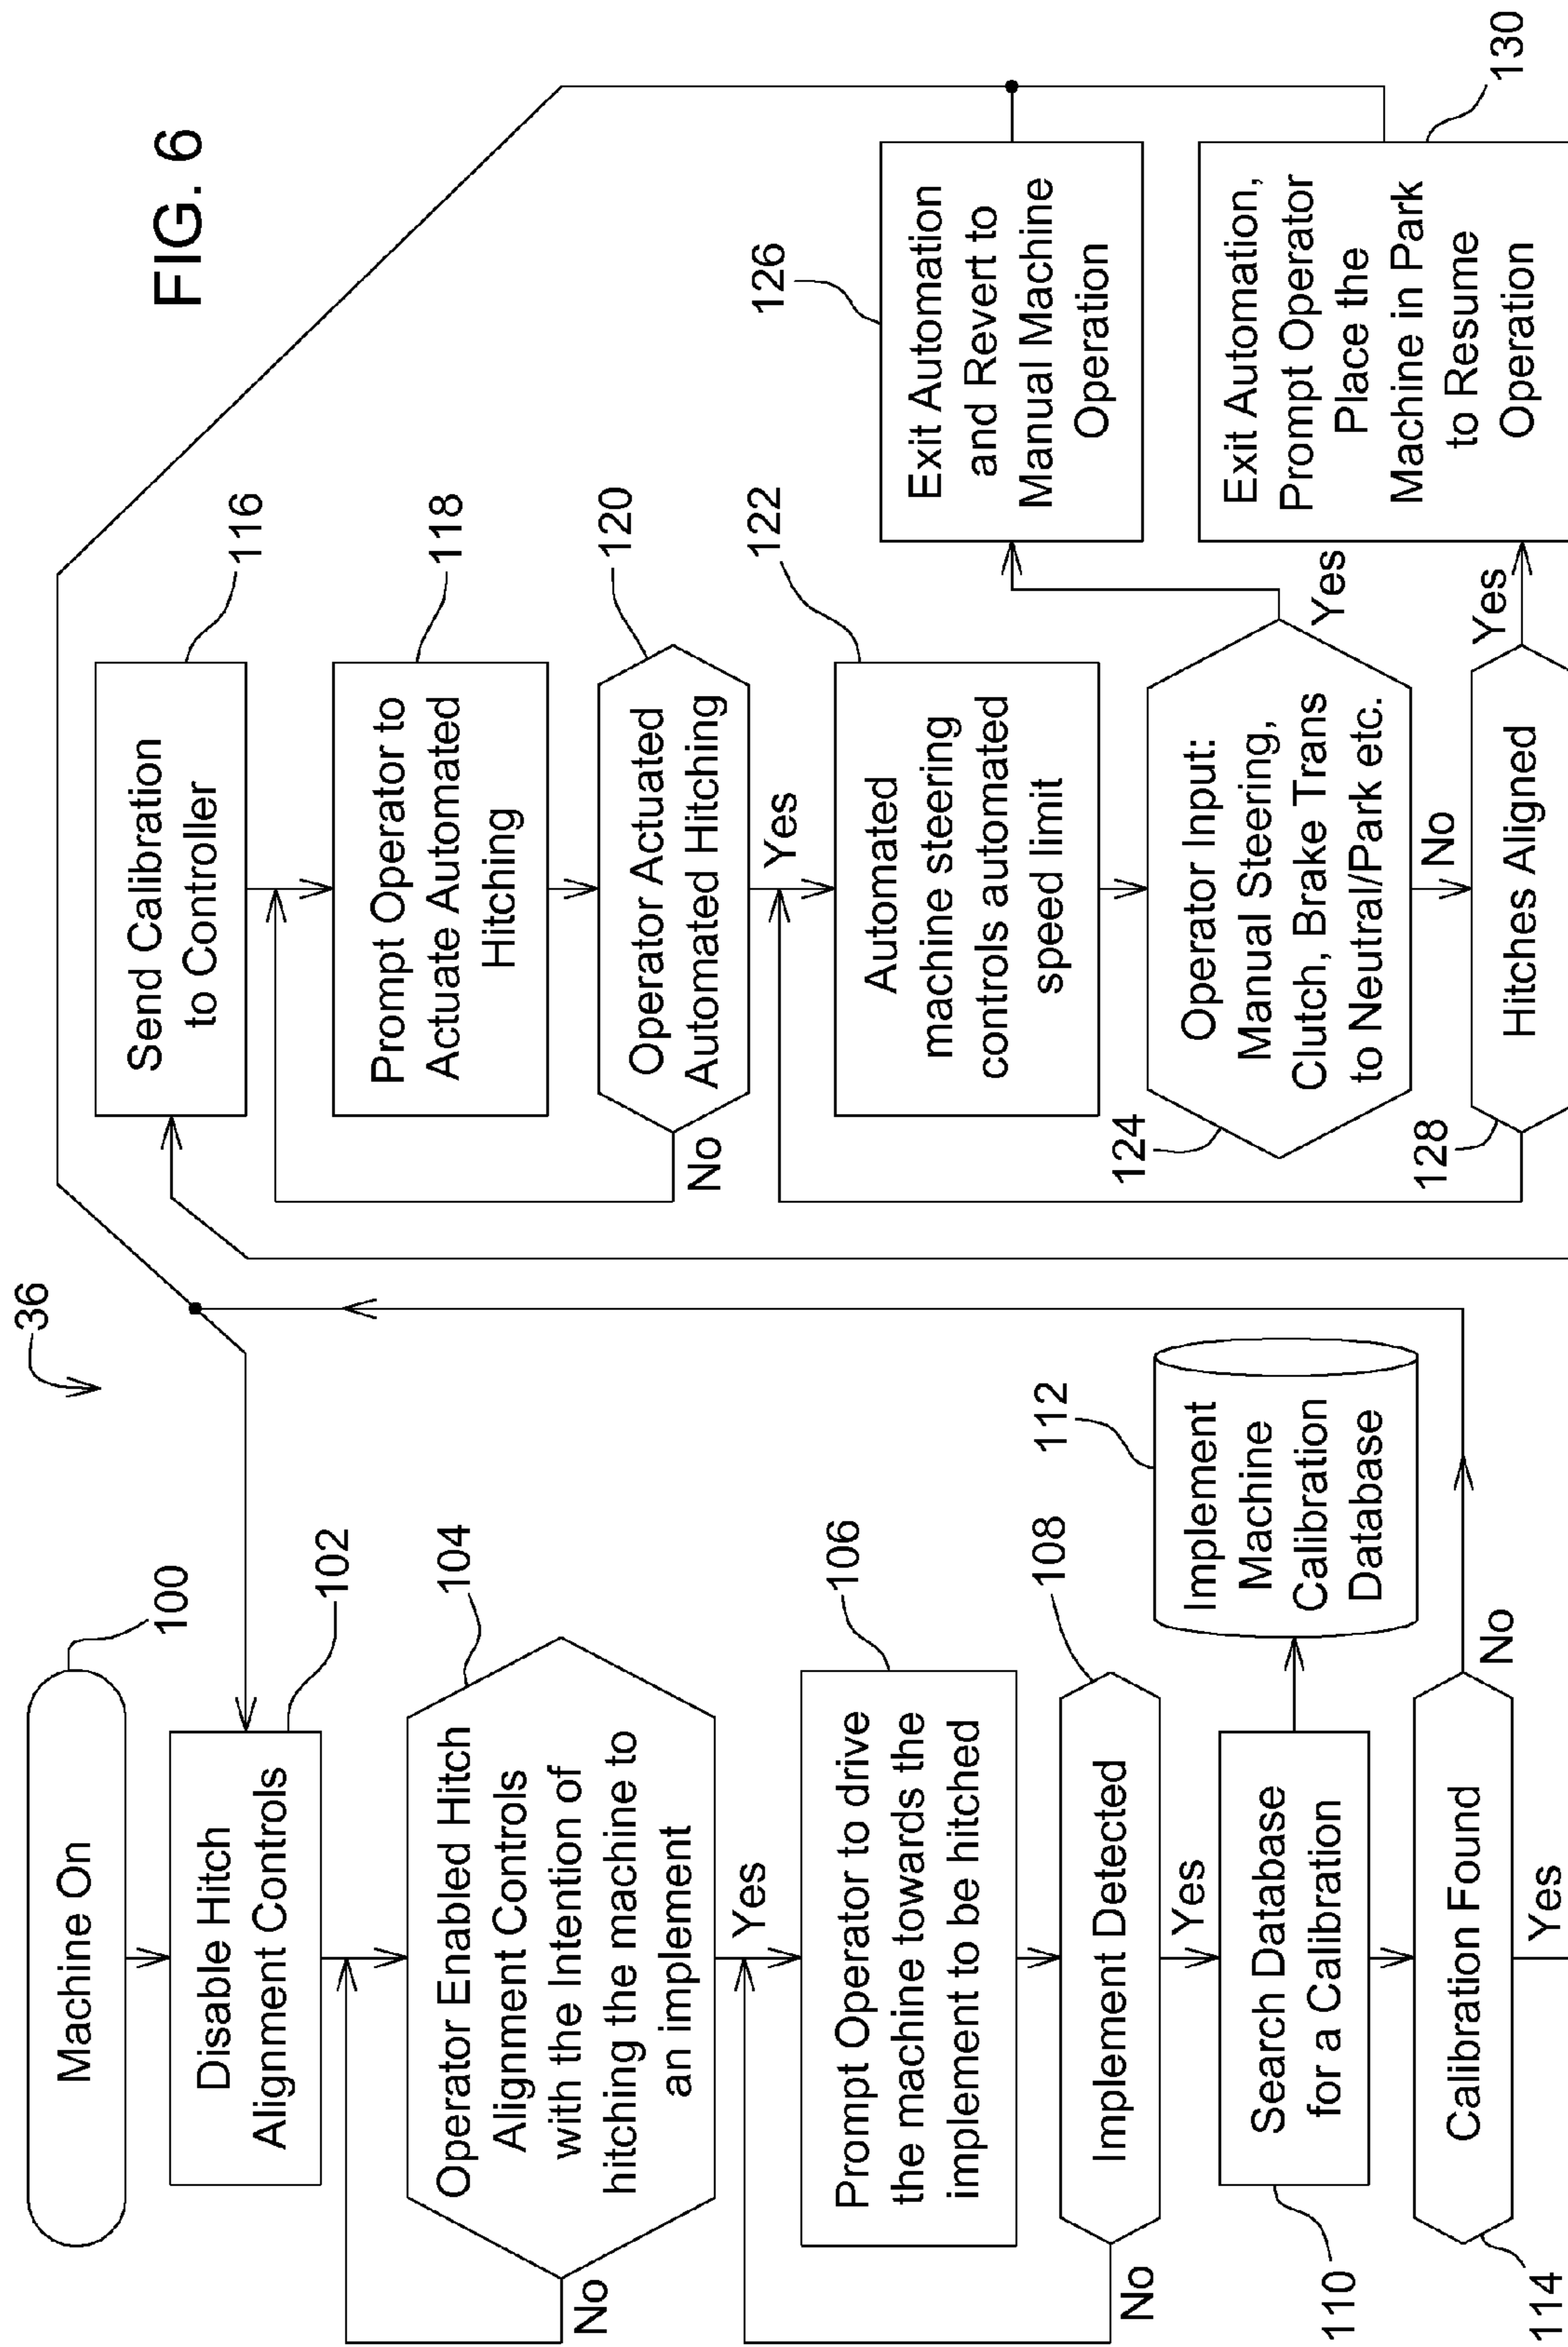 FIG. 6
36
Machine On
100
Disable Hitch
Alignment Controls
102
Operator Enabled Hitch
Alignment Controls
with the Intention of
hitching the machine to
an implement
104
No
Yes
Prompt Operator to drive
the machine towards the
implement to be hitched
106
Implement Detected
108
No
Yes
Search Database
for a Calibration
110
Implement
Machine
Calibration
Database
112
Calibration Found
114
No
Yes
Send Calibration
to Controller
116
Prompt Operator to
Actuate Automated
Hitching
118
Operator Actuated
Automated Hitching
120
No
Yes
Automated
machine steering
controls automated
speed limit
122
Operator Input:
Manual Steering,
Clutch, Brake Trans
to Neutral/Park etc.
124
Yes
No
Exit Automation
and Revert to
Manual Machine
Operation
126
Hitches Aligned
128
Yes
Exit Automation,
Prompt Operator
Place the
Machine in Park
to Resume
Operation
130